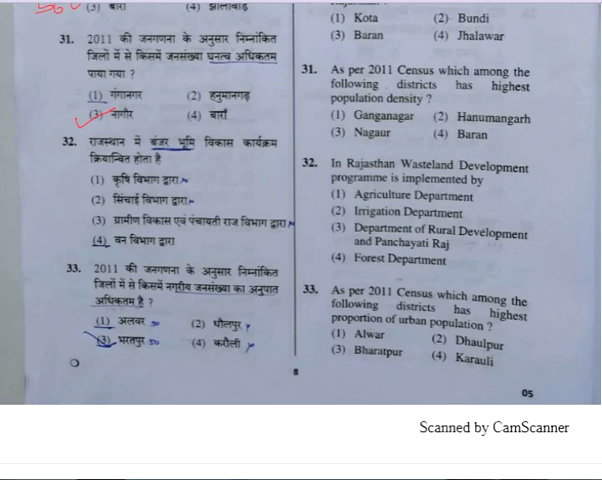 (3) बारां (4) झालावाड़
31. 2011 की जनगणना के अनुसार निम्नांकित
जिलों में से किसमें जनसंख्या घनत्व अधिकतम
पाया गया ?
(1) गंगानगर (2) हनुमानगढ़
(3) नागौर (4) बाराँ
32. राजस्थान में बंजर भूमि विकास कार्यक्रम
क्रियान्वित होता है
(1) कृषि विभाग द्वारा
(2) सिंचाई विभाग द्वारा
(3) ग्रामीण विकास एवं पंचायती राज विभाग द्वारा
(4) वन विभाग द्वारा
33. 2011 की जनगणना के अनुसार निम्नांकित
जिलों में से किसमें नगरीय जनसंख्या का अनुपात
अधिकतम है ?
(1) अलवर (2) धौलपुर
(3) भरतपुर (4) करौली
(1) Kota (2) Bundi
(3) Baran (4) Jhalawar
31. As per 2011 Census which among the
following districts has highest
population density ?
(1) Ganganagar (2) Hanumangarh
(3) Nagaur (4) Baran
32. In Rajasthan Wasteland Development
programme is implemented by
(1) Agriculture Department
(2) Irrigation Department
(3) Department of Rural Development
and Panchayati Raj
(4) Forest Department
33. As per 2011 Census which among the
following districts has highest
proportion of urban population ?
(1) Alwar (2) Dhaulpur
(3) Bharatpur (4) Karauli
8
05
Scanned by CamScanner